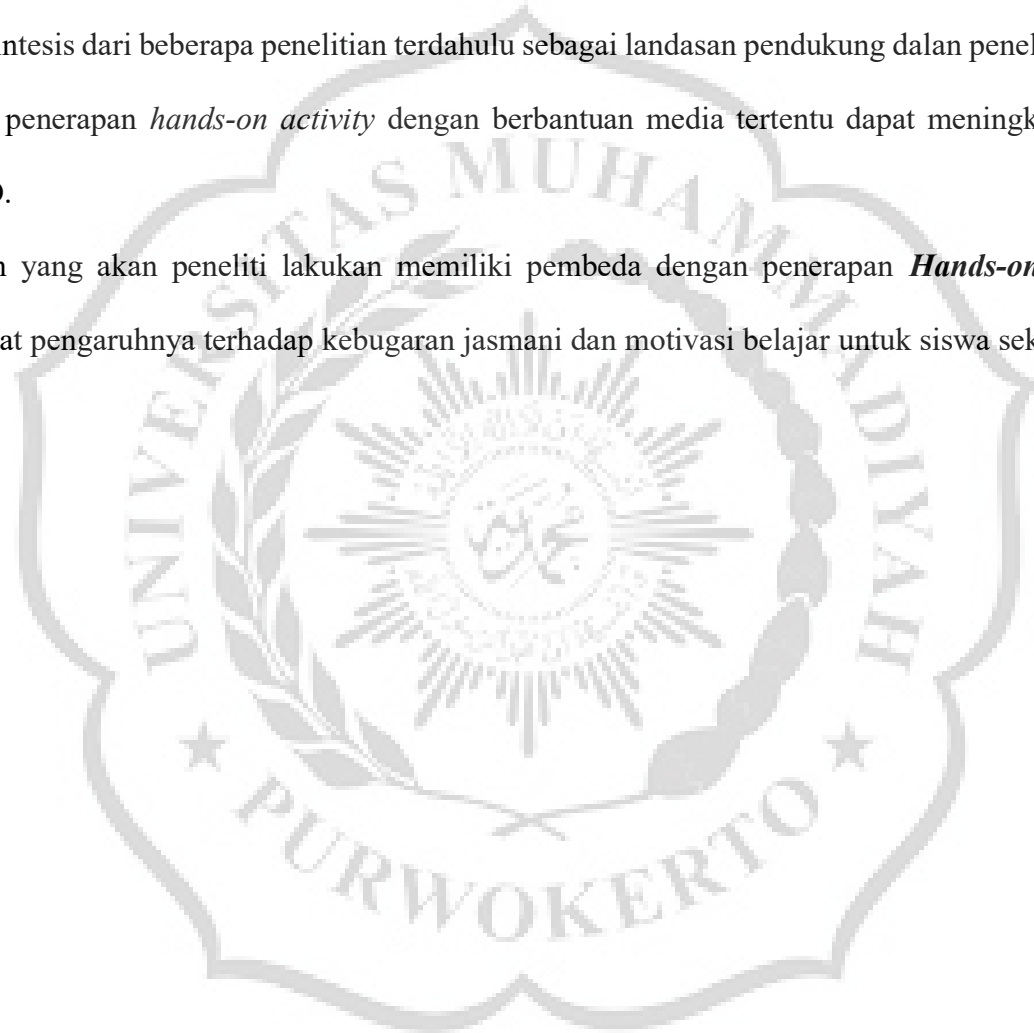 ntesis dari beberapa penelitian terdahulu sebagai landasan pendukung dalan penel
penerapan hands-on activity dengan berbantuan media tertentu dapat meningk
.
n yang akan peneliti lakukan memiliki pembeda dengan penerapan Hands-on
at pengaruhnya terhadap kebugaran jasmani dan motivasi belajar untuk siswa sek
UNIVERSITAS MUHAMMADIYAH
PURWOKERTO